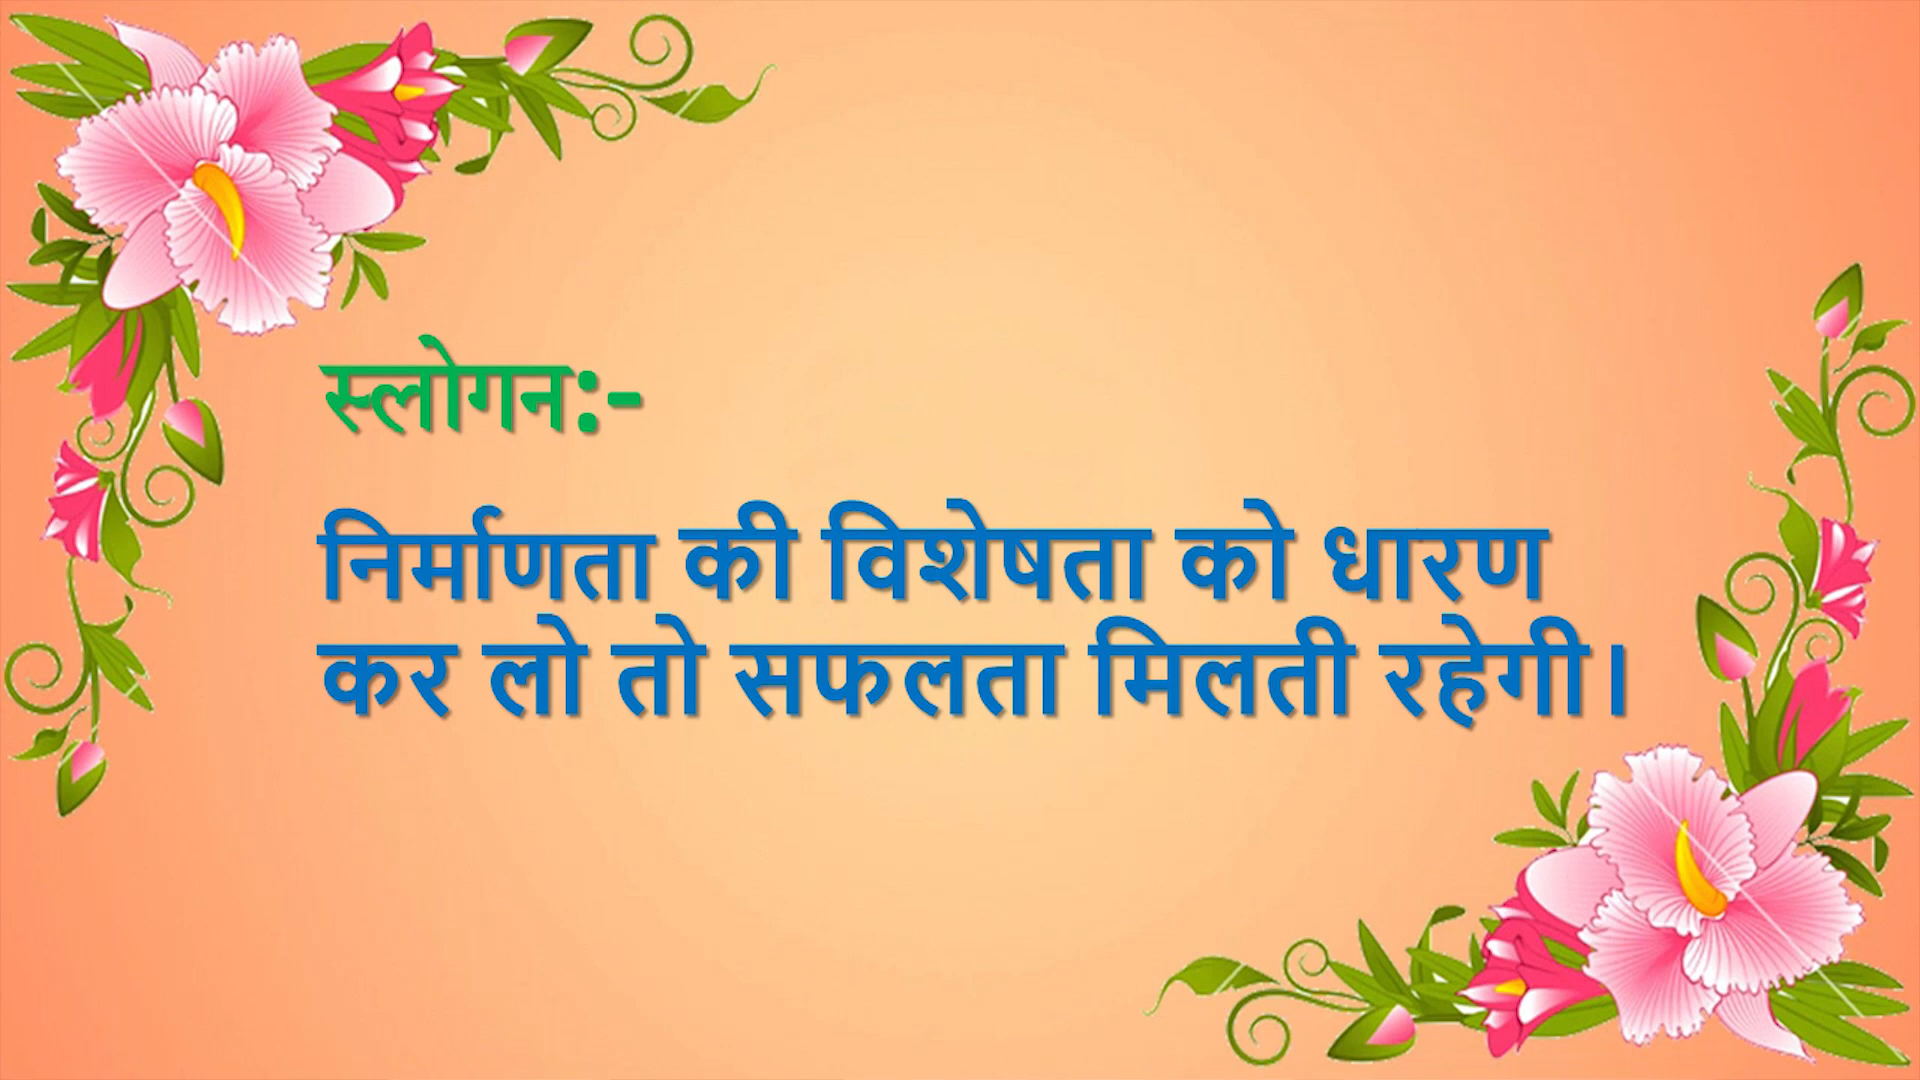 स्लोगन:-
निर्माणता की विशेषता को धारण
कर लो तो सफलता मिलती रहेगी।